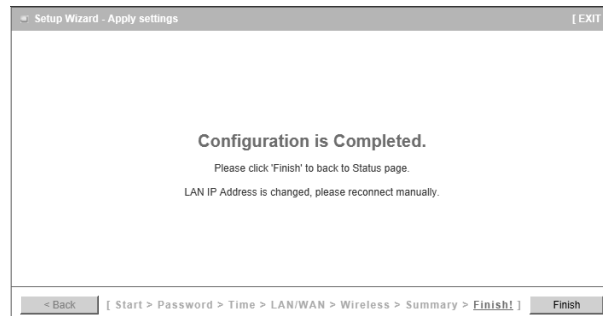 Setup Wizard - Apply settings [ EXIT
Configuration is Completed.
Please click 'Finish' to back to Status page.
LAN IP Address is changed, please reconnect manually.
< Back [ Start > Password > Time > LAN/WAN > Wireless > Summary > Finish! ] Finish